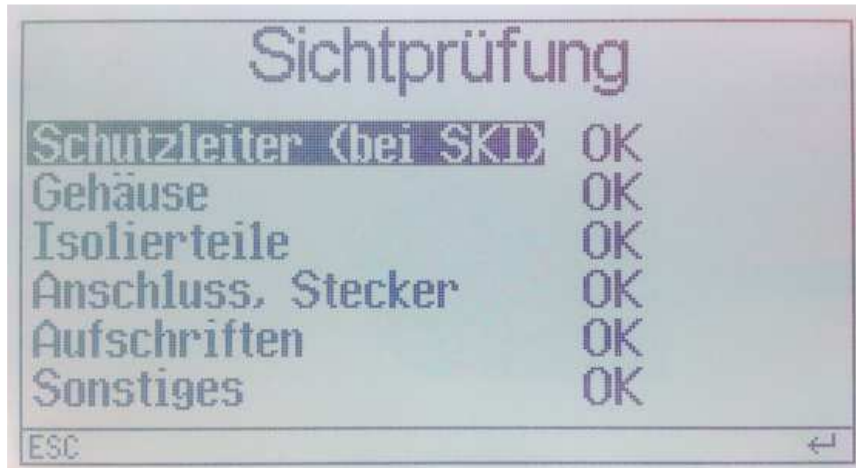 Sichtprüfung
Schutzleiter (bei SKI) OK
Gehäuse OK
Isolierteile OK
Anschluss, Stecker OK
Aufschriften OK
Sonstiges OK
ESC ↵